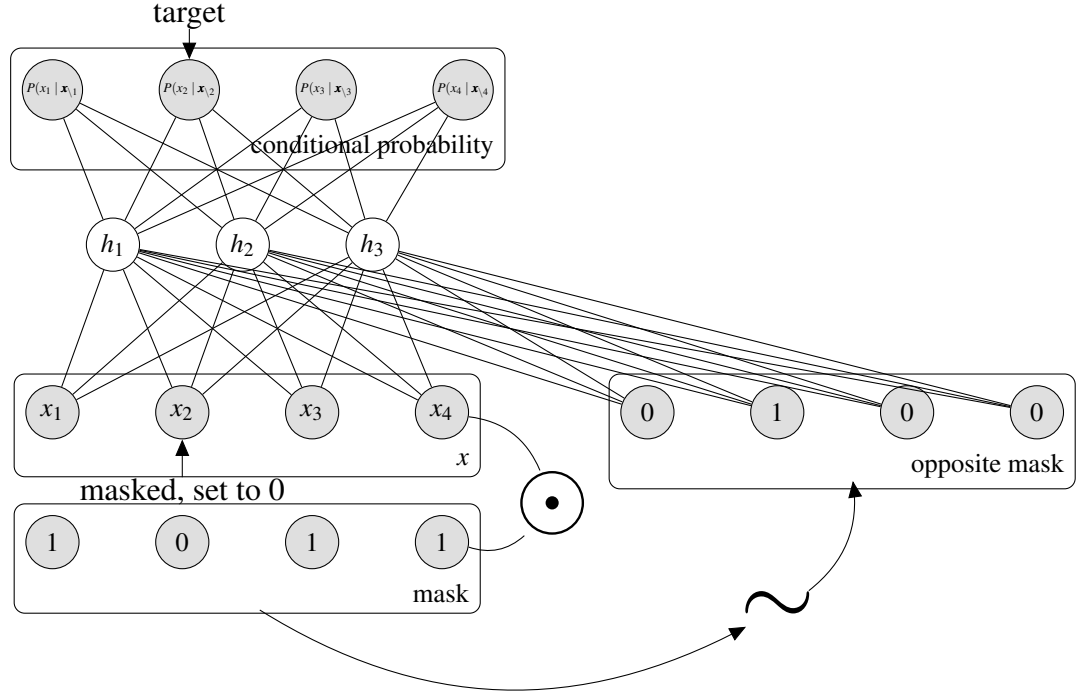 target
P(x₁ | x\₁ P(x₂ | x\₂ P(x₃ | x\₃ P(x₄ | x\₄
conditional probability
h₁ h₂ h₃
x₁ x₂ x₃ x₄
0 1 0 0
x
opposite mask
masked, set to 0
1 0 1 1
mask
~